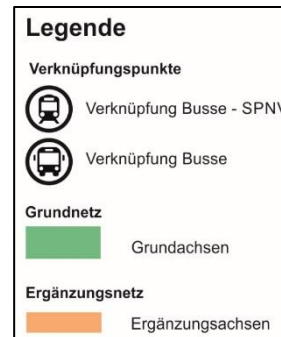 Legende
Verknüpfungspunkte
Verknüpfung Busse - SPNV
Verknüpfung Busse
Grundnetz
Grundachsen
Ergänzungsnetz
Ergänzungsachsen